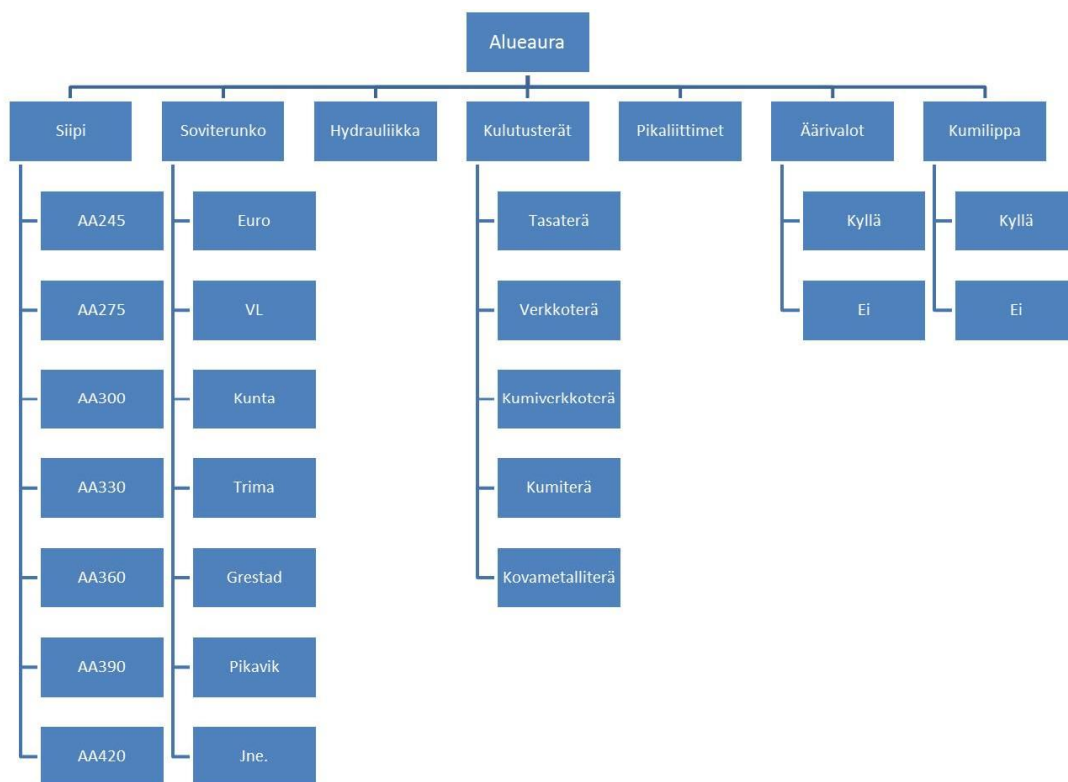 Alueaura
Siipi
Soviterunko
Hydrauliikka
Kulutusterät
Pikaliittimet
Äärivalot
Kumilippa
AA245
AA275
AA300
AA330
AA360
AA390
AA420
Euro
VL
Kunta
Trima
Grestad
Pikavik
Jne.
Tasaterä
Verkkoterä
Kumiverkkoterä
Kumiterä
Kovametalliterä
Kyllä
Ei
Kyllä
Ei